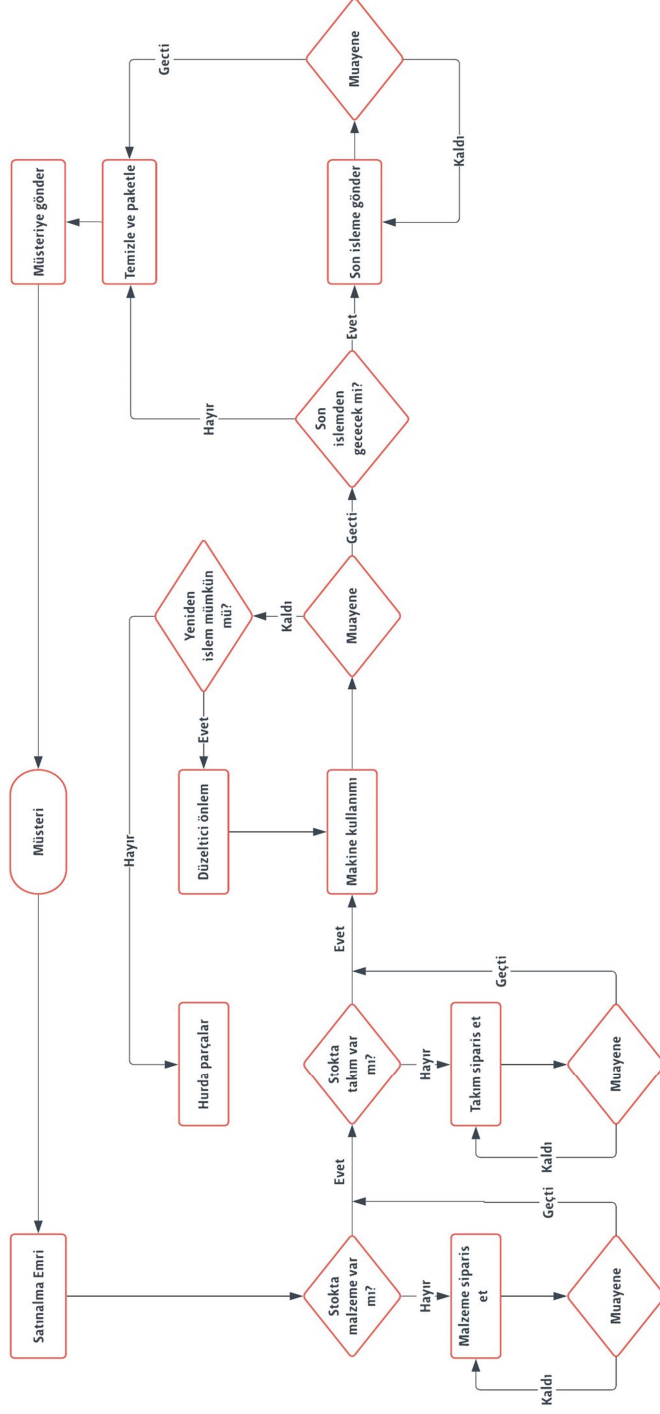 Müsteri
Satınalma Emri
Müsteriye gönder
Stokta
malzeme var
mı?
Evet
Hayır
Malzeme siparis
et
Muayene
Kaldı
Geçti
Stokta
takım var
mı?
Evet
Hayır
Takım siparis et
Muayene
Kaldı
Geçti
Makine kullanımı
Muayene
Kaldı
Yeniden
islem mümkün
mü?
Evet
Düzeltici önlem
Hayır
Hurda parçalar
Gecti
Son
islemden
gececek mi?
Hayır
Evet
Son isleme gönder
Muayene
Kaldı
Gecti
Temizle ve paketle